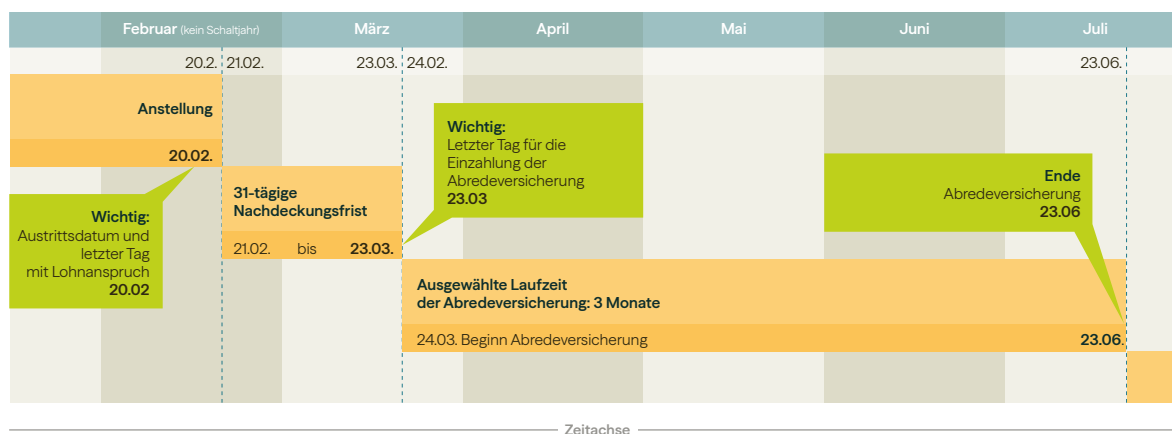 Februar (kein Schaltjahr)
März
April
Mai
Juni
Juli
20.2.
21.02.
23.03.
24.02.
23.06.
Anstellung
20.02.
Wichtig:
Austrittsdatum und
letzter Tag
mit Lohnanspruch
20.02
31-tägige
Nachdeckungsfrist
21.02. bis 23.03.
Wichtig:
Letzter Tag für die
Einzahlung der
Abredeversicherung
23.03
Ende
Abredeversicherung
23.06
Ausgewählte Laufzeit
der Abredeversicherung: 3 Monate
24.03. Beginn Abredeversicherung
23.06.
Zeitachse